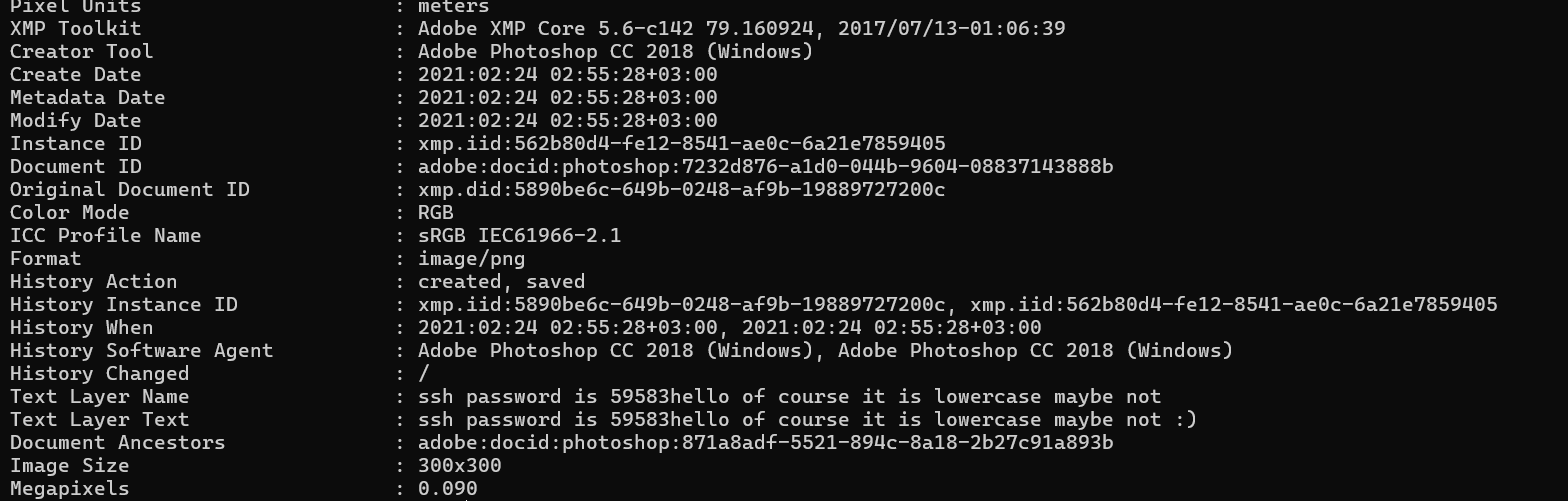 Pixel Units : meters
XMP Toolkit : Adobe XMP Core 5.6-c142 79.160924, 2017/07/13-01:06:39
Creator Tool : Adobe Photoshop CC 2018 (Windows)
Create Date : 2021:02:24 02:55:28+03:00
Metadata Date : 2021:02:24 02:55:28+03:00
Modify Date : 2021:02:24 02:55:28+03:00
Instance ID : xmp.iid:562b80d4-fe12-8541-ae0c-6a21e7859405
Document ID : adobe:docid:photoshop:7232d876-a1d0-044b-9604-08837143888b
Original Document ID : xmp.did:5890be6c-649b-0248-af9b-19889727200c
Color Mode : RGB
ICC Profile Name : sRGB IEC61966-2.1
Format : image/png
History Action : created, saved
History Instance ID : xmp.iid:5890be6c-649b-0248-af9b-19889727200c, xmp.iid:562b80d4-fe12-8541-ae0c-6a21e7859405
History When : 2021:02:24 02:55:28+03:00, 2021:02:24 02:55:28+03:00
History Software Agent : Adobe Photoshop CC 2018 (Windows), Adobe Photoshop CC 2018 (Windows)
History Changed : /
Text Layer Name : ssh password is 59583hello of course it is lowercase maybe not
Text Layer Text : ssh password is 59583hello of course it is lowercase maybe not :)
Document Ancestors : adobe:docid:photoshop:871a8adf-5521-894c-8a18-2b27c91a893b
Image Size : 300x300
Megapixels : 0.090